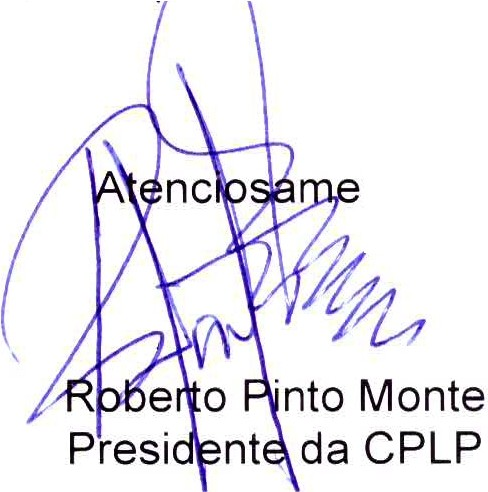 Atenciosame
Roberto Pinto Monte
Presidente da CPLP